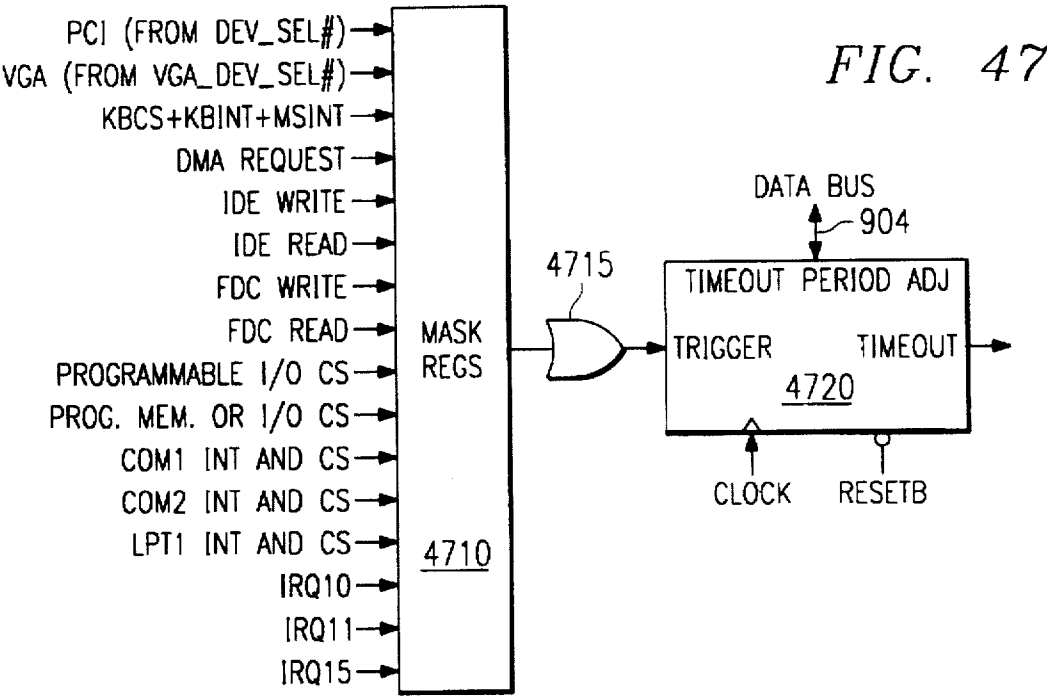 FIG. 47
PCI (FROM DEV_SEL#)
VGA (FROM VGA_DEV_SEL#)
KBCS+KBINT+MSINT
DMA REQUEST
IDE WRITE
IDE READ
FDC WRITE
FDC READ
PROGRAMMABLE I/O CS
PROG. MEM. OR I/O CS
COM1 INT AND CS
COM2 INT AND CS
LPT1 INT AND CS
IRQ10
IRQ11
IRQ15
MASK
REGS
4710
4715
DATA BUS
904
TIMEOUT PERIOD ADJ
TRIGGER
TIMEOUT
4720
CLOCK
RESETB